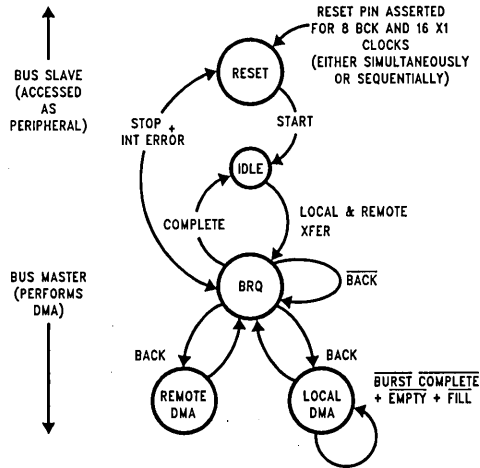 RESET PIN ASSERTED
FOR 8 BCK AND 16 X1
CLOCKS
(EITHER SIMULTANEOUSLY
OR SEQUENTIALLY)
RESET
BUS SLAVE
(ACCESSED
AS
PERIPHERAL)
STOP +
INT ERROR
START
IDLE
COMPLETE
LOCAL & REMOTE
XFER
BUS MASTER
(PERFORMS
DMA)
BRQ
BACK
BACK
BACK
REMOTE
DMA
LOCAL
DMA
BURST COMPLETE
+ EMPTY + FILL